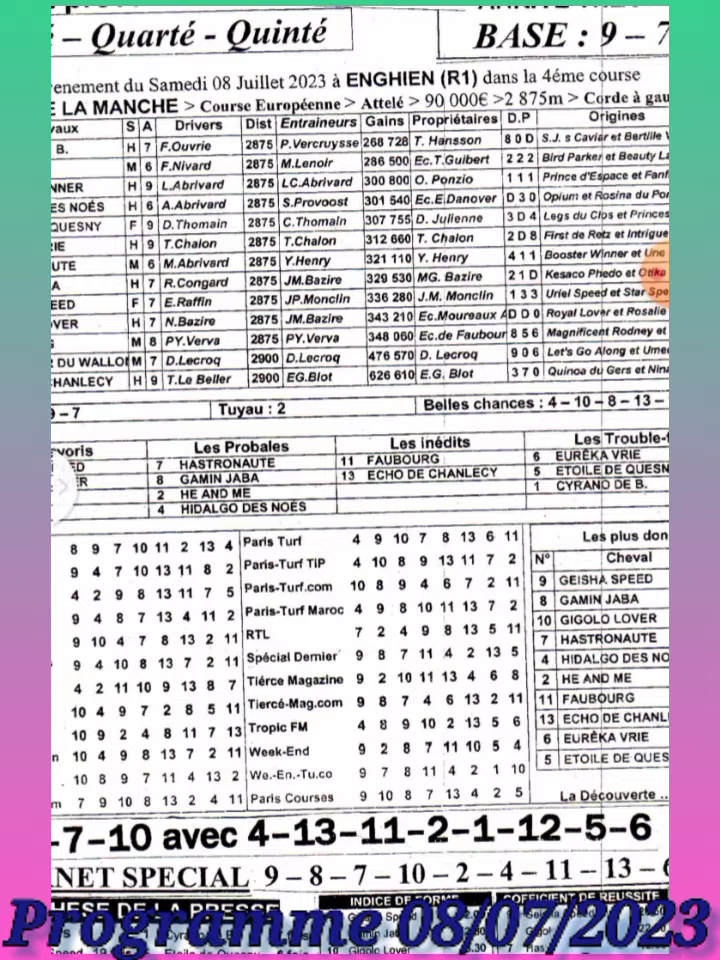 – Quarté - Quinté
BASE : 9 – 7
enement du Samedi 08 Juillet 2023 à ENGHIEN (R1) dans la 4éme course
E LA MANCHE > Course Européenne > Attelé > 90 000€ >2 875m > Corde à gau
vaux S A Drivers Dist Entraineurs Gains Propriétaires D.P Origines
B. H 7 F.Ouvrie 2875 P.Vercruysse 268 728 T. Hansson 8 0 D S.J. s Caviar et Bertille V
M 6 F.Nivard 2875 M.Lenoir 286 500 Ec.T.Guibert 2 2 2 Bird Parker et Beauty La
NNER H 9 L.Abrivard 2875 LC.Abrivard 300 800 O. Ponzio 1 1 1 Prince d'Espace et Fanf
ES NOÉS H 6 A.Abrivard 2875 S.Provoost 301 540 Ec.E.Danover D 3 0 Opium et Rosina du Por
QUESNY F 9 D.Thomain 2875 C.Thomain 307 755 D. Julienne 3 D 4 Legs du Clos et Princes
IE H 9 T.Chalon 2875 T.Chalon 312 660 T. Chalon 2 D 8 First de Retz et Intrigue
UTE M 6 M.Abrivard 2875 Y.Henry 321 110 Y. Henry 4 1 1 Booster Winner et Une
A H 7 R.Congard 2875 JM.Bazire 329 530 MG. Bazire 2 1 D Kesaco Phedo et Otika
EED F 7 E.Raffin 2875 JP.Monclin 336 280 J.M. Monclin 1 3 3 Uriel Speed et Star Spe
OVER H 7 N.Bazire 2875 JM.Bazire 343 210 Ec.Moureaux A D D 0 Royal Lover et Rosalie
M 8 PY.Verva 2875 PY.Verva 348 060 Ec.de Faubour 8 5 6 Magnificent Rodney et
DU WALLO M 7 D.Lecroq 2900 D.Lecroq 476 570 D. Lecroq 9 0 6 Let's Go Along et Ume
HANLECY H 9 T.Le Beller 2900 EG.Blot 626 610 E.G. Blot 3 7 0 Quinoa du Gers et Nina
9 – 7 Tuyau : 2 Belles chances : 4 – 10 – 8 – 13 –
voris Les Probales Les inédits Les Trouble-f
ED 7 HASTRONAUTE 11 FAUBOURG 6 EURÊKA VRIE
ER 8 GAMIN JABA 13 ECHO DE CHANLECY 5 ETOILE DE QUESN
2 HE AND ME 1 CYRANO DE B.
4 HIDALGO DES NOÉS
8 9 7 10 11 2 13 4 Paris Turf 4 9 10 7 8 13 6 11 Les plus don
9 4 7 10 13 11 8 2 Paris-Turf TIP 4 10 8 9 13 11 7 2 N° Cheval
4 2 9 8 13 11 7 5 Paris-Turf.com 10 8 9 4 6 7 2 11 9 GEISHA SPEED
9 4 8 7 13 4 11 2 Paris-Turf Maroc 4 9 8 10 11 13 7 2 8 GAMIN JABA
9 10 4 7 8 13 2 11 RTL 7 2 4 9 8 13 5 11 10 GIGOLO LOVER
9 4 10 8 13 7 2 11 Spécial Dernier 9 8 7 11 4 2 13 5 7 HASTRONAUTE
4 2 11 10 9 13 8 7 Tiérce Magazine 9 2 10 11 13 4 6 8 4 HIDALGO DES NO
10 4 9 7 2 8 5 11 Tiercé-Mag.com 9 8 7 4 6 13 2 11 2 HE AND ME
10 9 2 4 8 11 7 13 Tropic FM 4 8 9 10 2 13 5 6 11 FAUBOURG
n 10 4 9 8 13 7 2 11 Week-End 9 2 8 7 11 10 5 4 13 ECHO DE CHANL
10 8 9 7 11 4 13 2 We.-En.-Tu.co 9 7 8 11 4 2 1 10 6 EURÊKA VRIE
m 7 9 10 8 13 2 4 11 Paris Courses 9 10 8 7 13 4 2 5 5 ETOILE DE QUES
La Découverte ..
-7–10 avec 4–13–11–2–1–12–5–6
NET SPECIAL 9 – 8 – 7 – 10 – 2 – 4 – 11 – 13 – 6
HESE DE LA PRESSE INDICE DE FORME COEFFICIENT DE REUSSITE
Programme 08/07/2023